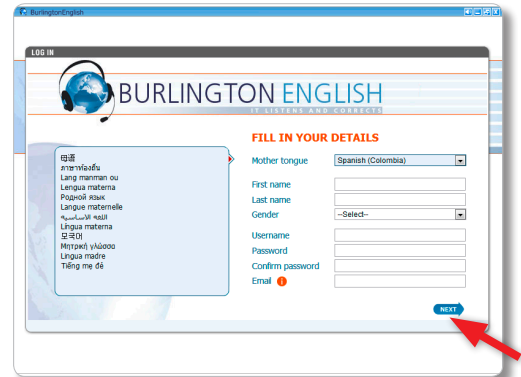 BurlingtonEnglish
LOG IN
BURLINGTON ENGLISH
IT LISTENS AND CORRECTS
FILL IN YOUR DETAILS
母语
ภาษาท้องถิ่น
Lang manman ou
Lengua materna
Родной язык
Langue maternelle
اللغة الأساسية
Língua materna
모국어
Μητρική γλώσσα
Lingua madre
Tiếng mẹ đẻ
Mother tongue
Spanish (Colombia)
First name
Last name
Gender
--Select--
Username
Password
Confirm password
Email
NEXT